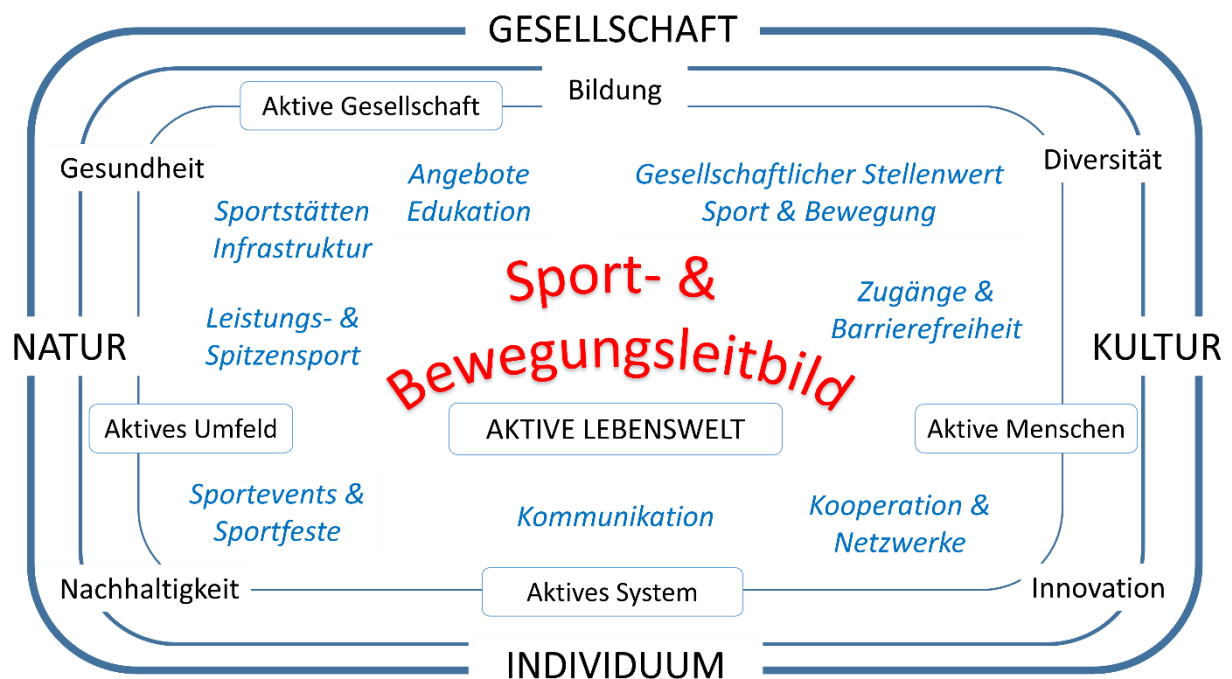 GESELLSCHAFT
Bildung
Aktive Gesellschaft
Gesundheit
Diversität
Angebote
Edukation
Gesellschaftlicher Stellenwert
Sport & Bewegung
Sportstätten
Infrastruktur
Sport- &
Bewegungsleitbild
Zugänge &
Barrierefreiheit
Leistungs- &
Spitzensport
NATUR
KULTUR
Aktives Umfeld
AKTIVE LEBENSWELT
Aktive Menschen
Sportevents &
Sportfeste
Kommunikation
Kooperation &
Netzwerke
Nachhaltigkeit
Aktives System
Innovation
INDIVIDUUM